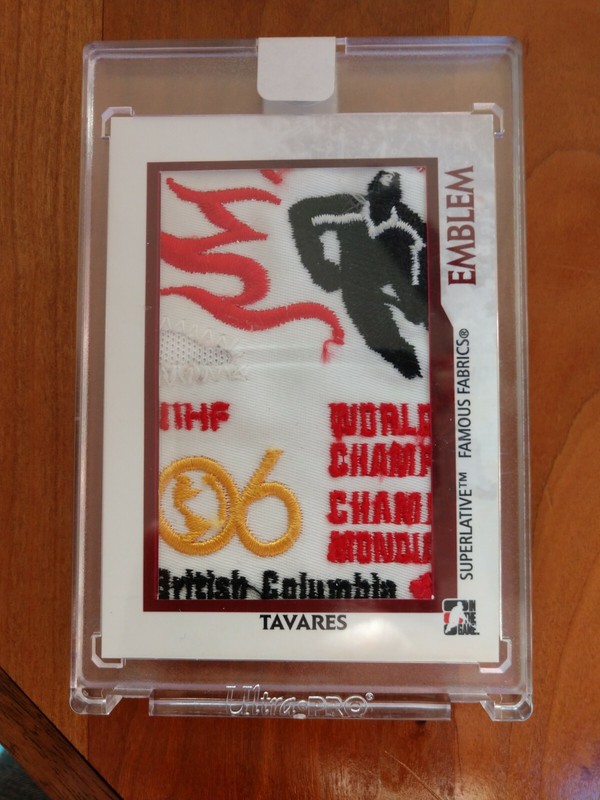 EMBLEM
SUPERLATIVE™ FAMOUS FABRICS®
IIHF
WORLD
CHAMP
CHAMP
MONDIA
06
British Columbia
TAVARES
IN THE GAME
Ultra·PRO®